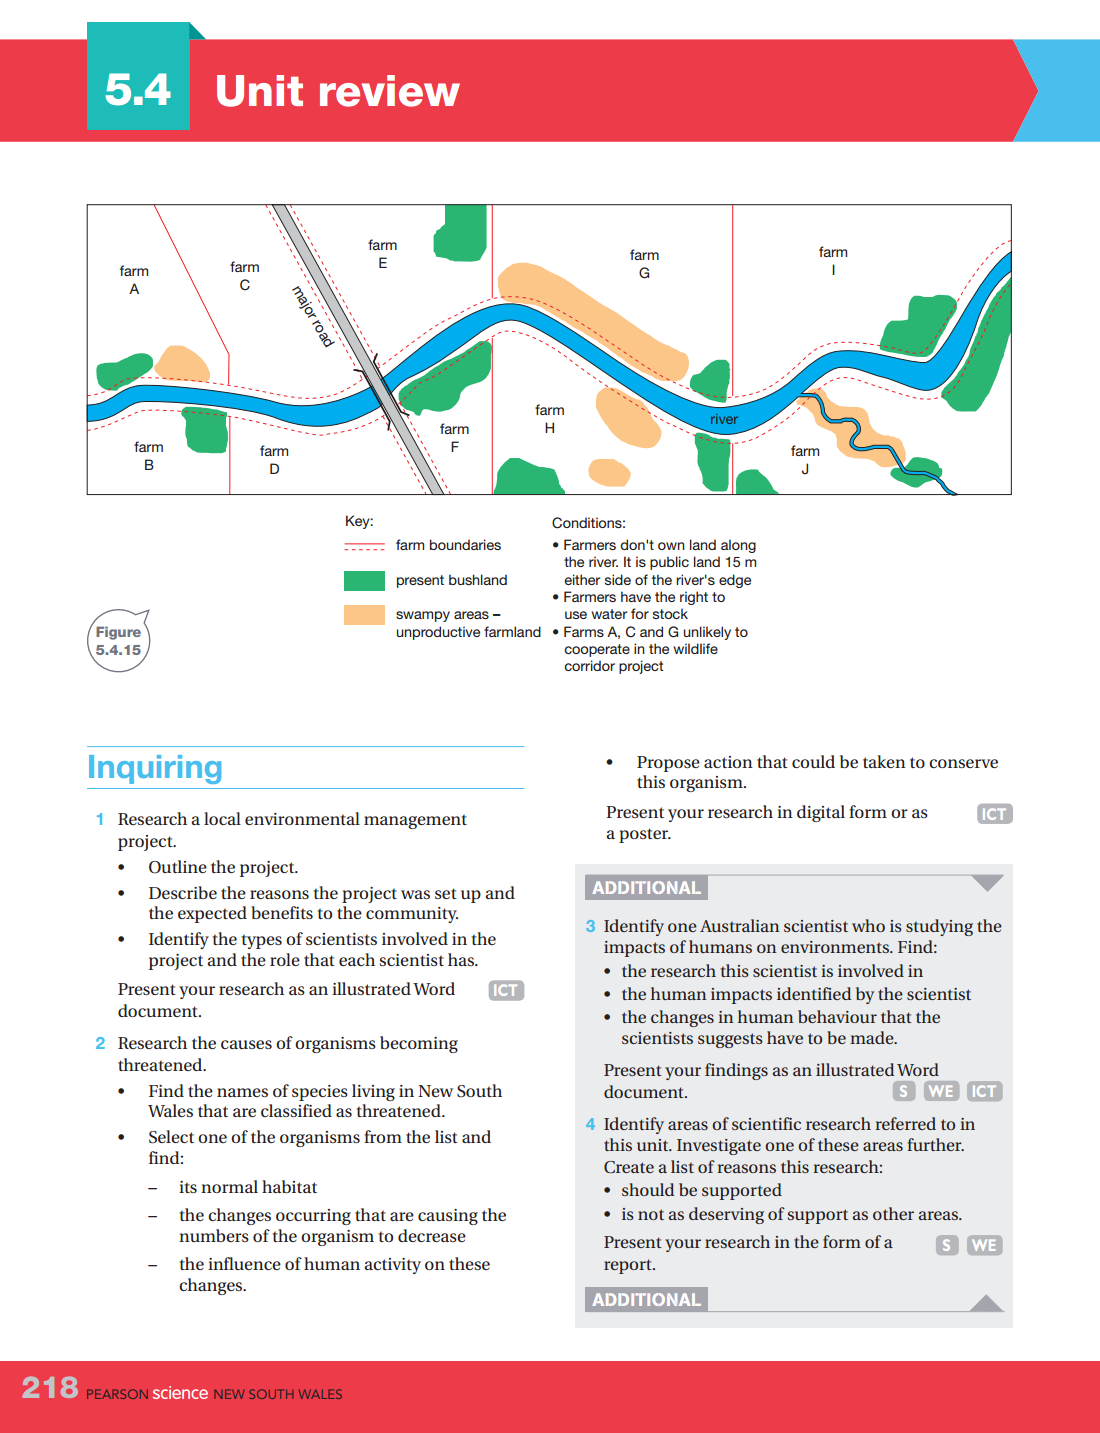 5.4
Unit review
farm
A
farm
C
farm
E
farm
G
farm
I
major road
farm
B
farm
D
farm
F
farm
H
river
farm
J
Key:
farm boundaries
present bushland
swampy areas –
unproductive farmland
Conditions:
• Farmers don't own land along
the river. It is public land 15 m
either side of the river's edge
• Farmers have the right to
use water for stock
• Farms A, C and G unlikely to
cooperate in the wildlife
corridor project
Figure
5.4.15
Inquiring
1 Research a local environmental management
project.
• Outline the project.
• Describe the reasons the project was set up and
the expected benefits to the community.
• Identify the types of scientists involved in the
project and the role that each scientist has.
Present your research as an illustrated Word ICT
document.
2 Research the causes of organisms becoming
threatened.
• Find the names of species living in New South
Wales that are classified as threatened.
• Select one of the organisms from the list and
find:
– its normal habitat
– the changes occurring that are causing the
numbers of the organism to decrease
– the influence of human activity on these
changes.
• Propose action that could be taken to conserve
this organism.
Present your research in digital form or as ICT
a poster.
ADDITIONAL
3 Identify one Australian scientist who is studying the
impacts of humans on environments. Find:
• the research this scientist is involved in
• the human impacts identified by the scientist
• the changes in human behaviour that the
scientists suggests have to be made.
Present your findings as an illustrated Word
document. S WE ICT
4 Identify areas of scientific research referred to in
this unit. Investigate one of these areas further.
Create a list of reasons this research:
• should be supported
• is not as deserving of support as other areas.
Present your research in the form of a S WE
report.
ADDITIONAL
218 PEARSON science NEW SOUTH WALES